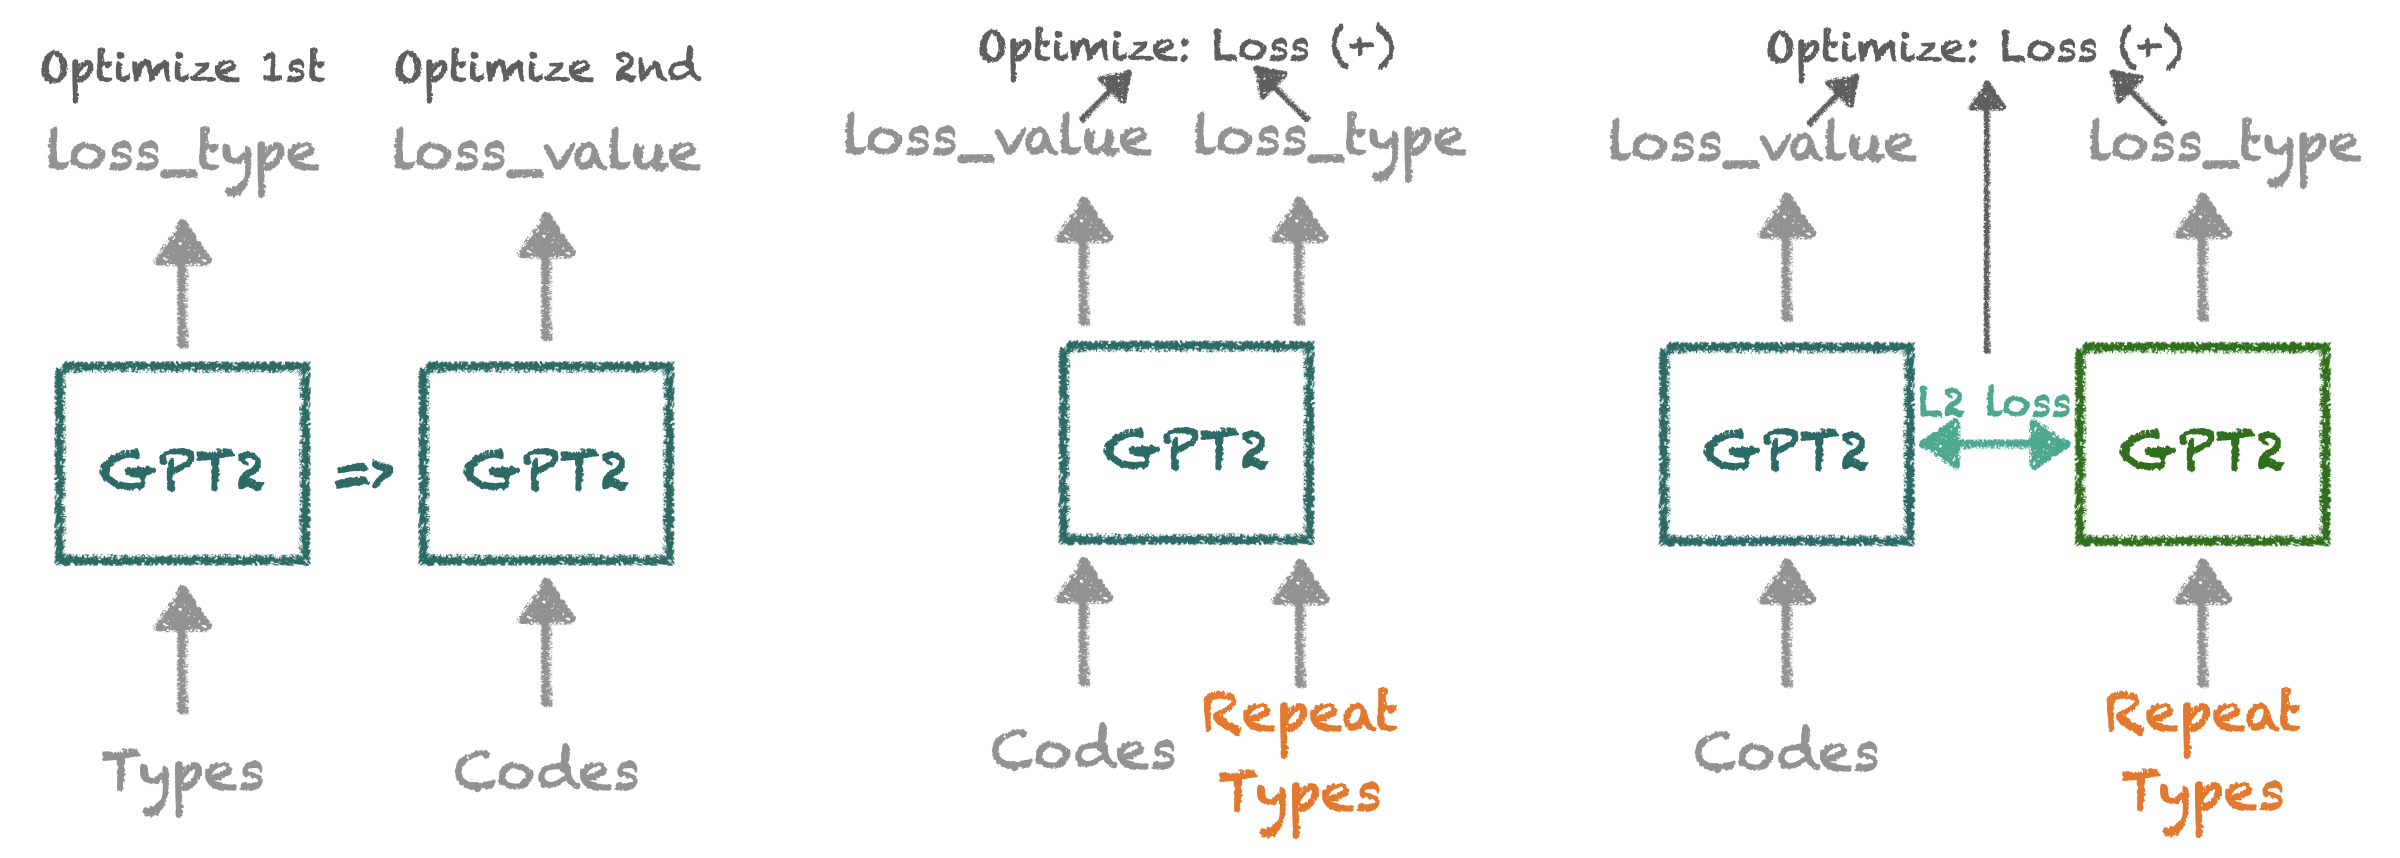 Optimize 1st
loss_type
GPT2
Types
=>
Optimize 2nd
loss_value
GPT2
Codes
Optimize: Loss (+)
loss_value
loss_type
GPT2
Codes
Repeat
Types
Optimize: Loss (+)
loss_value
loss_type
GPT2
L2 loss
GPT2
Codes
Repeat
Types